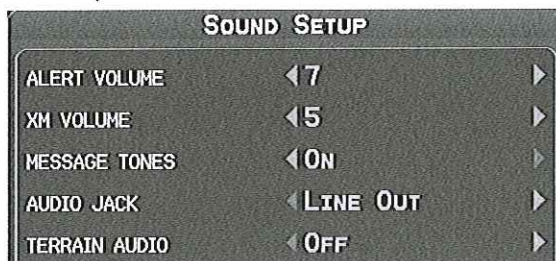 SOUND SETUP
ALERT VOLUME 7
XM VOLUME 5
MESSAGE TONES ON
AUDIO JACK LINE OUT
TERRAIN AUDIO OFF